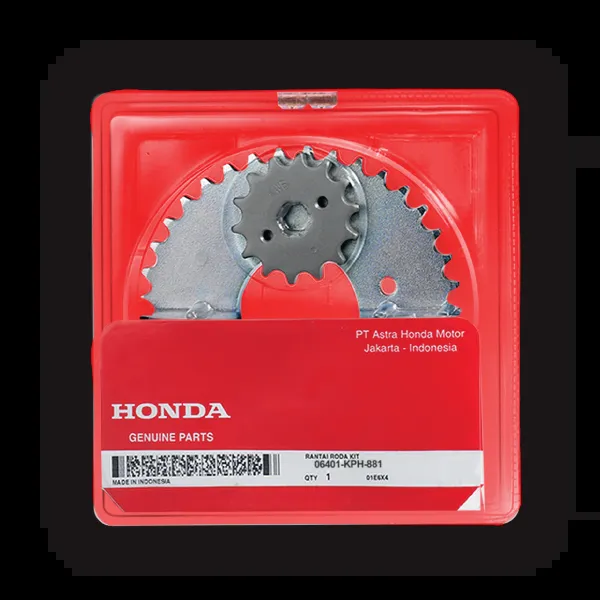 PT Astra Honda Motor
Jakarta - Indonesia
HONDA
GENUINE PARTS
RANTAI RODA KIT
06401-KPH-881
MADE IN INDONESIA
QTY 1 01E6X4